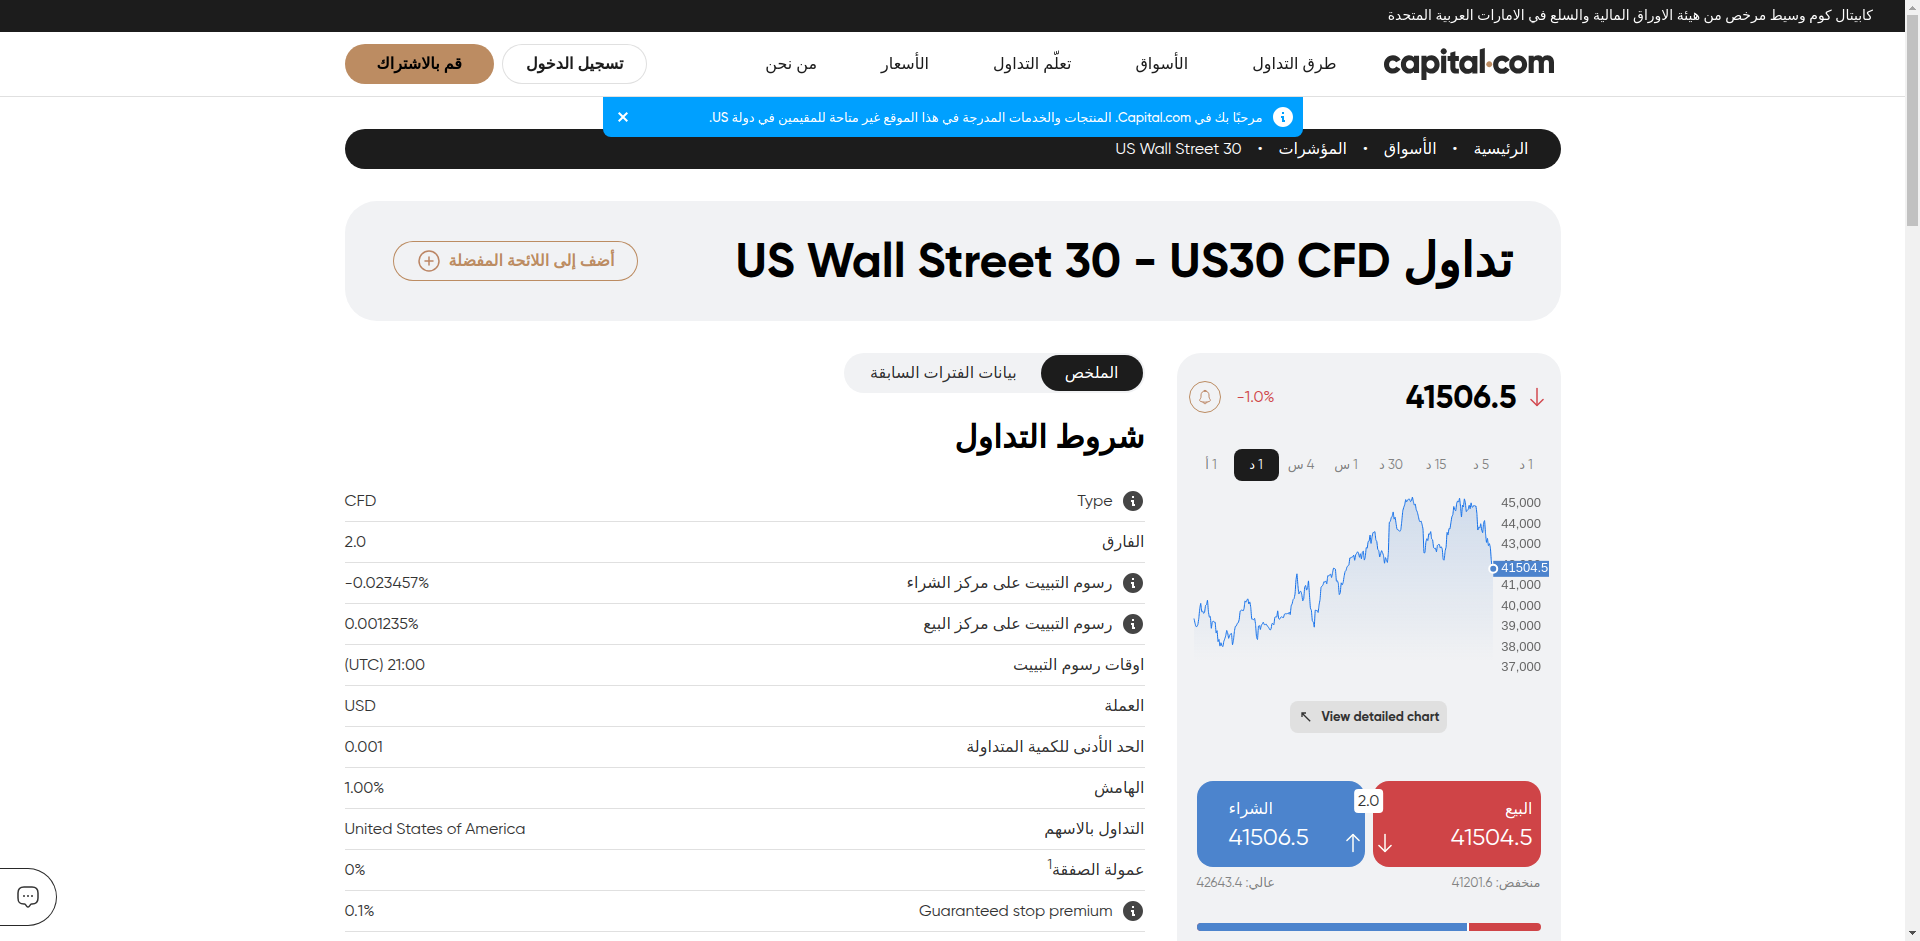 كابيتال كوم وسيط مرخص من هيئة الاوراق المالية والسلع في الامارات العربية المتحدة
capital.com
طرق التداول
الأسواق
تعلّم التداول
الأسعار
من نحن
تسجيل الدخول
قم بالاشتراك
مرحبًا بك في Capital.com. المنتجات والخدمات المدرجة في هذا الموقع غير متاحة للمقيمين في دولة US.
الرئيسية • الأسواق • المؤشرات • US Wall Street 30
تداول US Wall Street 30 - US30 CFD
أضف إلى اللائحة المفضلة
41506.5
-1.0%
1 د
5 د
15 د
30 د
1 س
4 س
1 د
1 أ
45,000
44,000
43,000
41504.5
41,000
40,000
39,000
38,000
37,000
View detailed chart
البيع
41504.5
2.0
الشراء
41506.5
منخفض: 41201.6
عالي: 42643.4
الملخص
بيانات الفترات السابقة
شروط التداول
Type CFD
الفارق 2.0
رسوم التبييت على مركز الشراء -0.023457%
رسوم التبييت على مركز البيع 0.001235%
اوقات رسوم التبييت 21:00 (UTC)
العملة USD
الحد الأدنى للكمية المتداولة 0.001
الهامش 1.00%
التداول بالاسهم United States of America
عمولة الصفقة1 0%
Guaranteed stop premium 0.1%